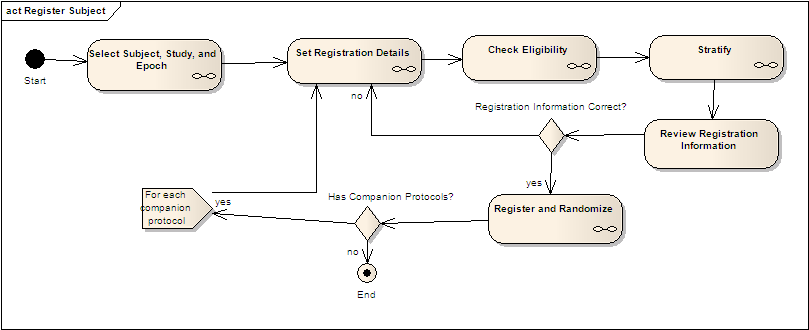 act Register Subject
Select Subject, Study, and
Epoch
Set Registration Details
Check Eligibility
Stratify
Start
no
Registration Information Correct?
Review Registration
Information
yes
For each
companion
protocol
yes
Has Companion Protocols?
Register and Randomize
no
End